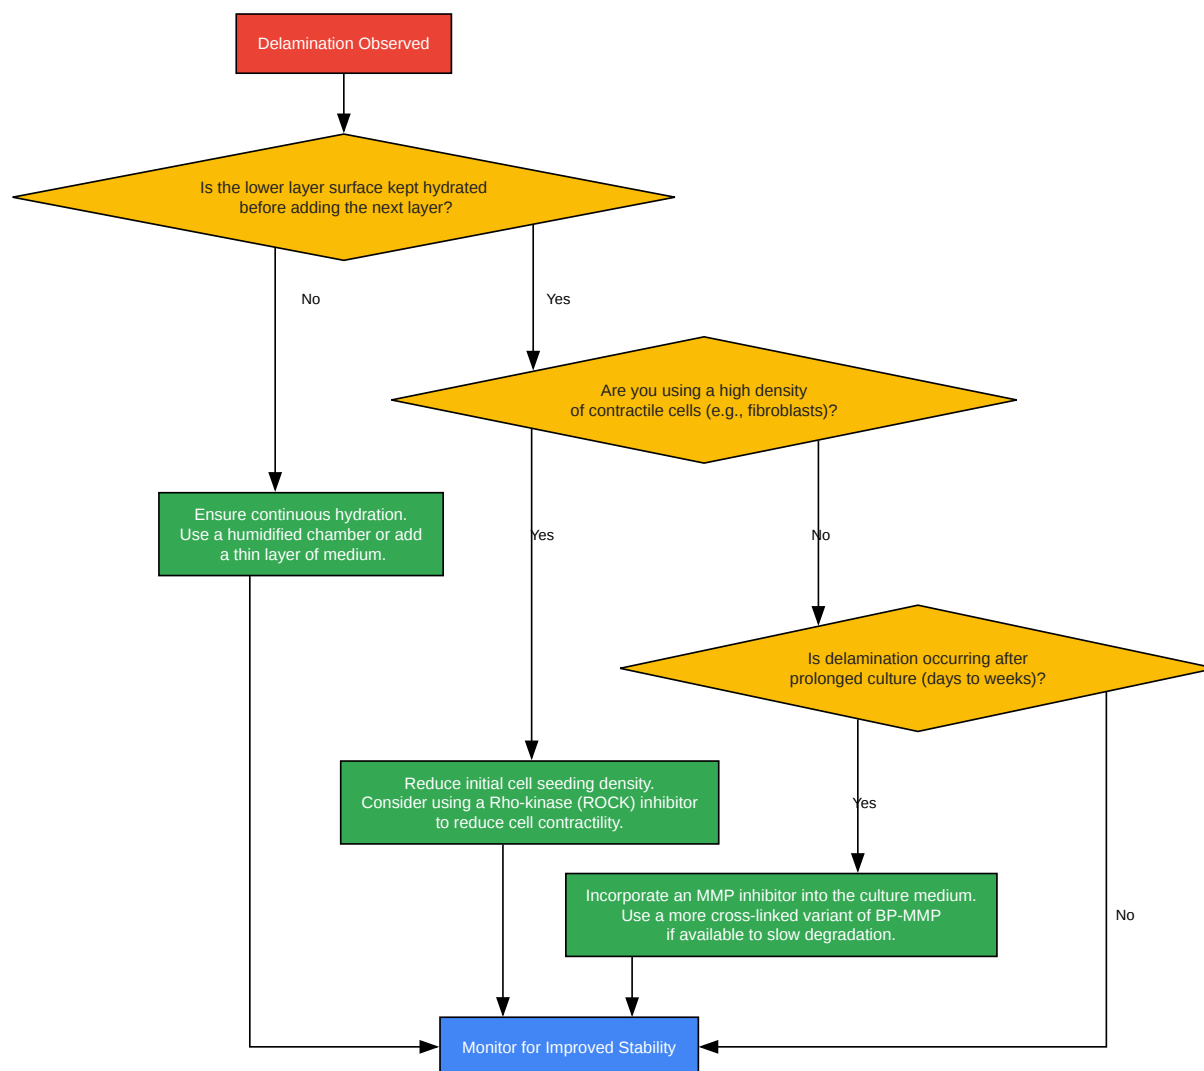 Delamination Observed
Is the lower layer surface kept hydrated
before adding the next layer?
No
Yes
Are you using a high density
of contractile cells (e.g., fibroblasts)?
Ensure continuous hydration.
Use a humidified chamber or add
a thin layer of medium.
Yes
No
Is delamination occurring after
prolonged culture (days to weeks)?
Reduce initial cell seeding density.
Consider using a Rho-kinase (ROCK) inhibitor
to reduce cell contractility.
Yes
Incorporate an MMP inhibitor into the culture medium.
Use a more cross-linked variant of BP-MMP
if available to slow degradation.
No
Monitor for Improved Stability